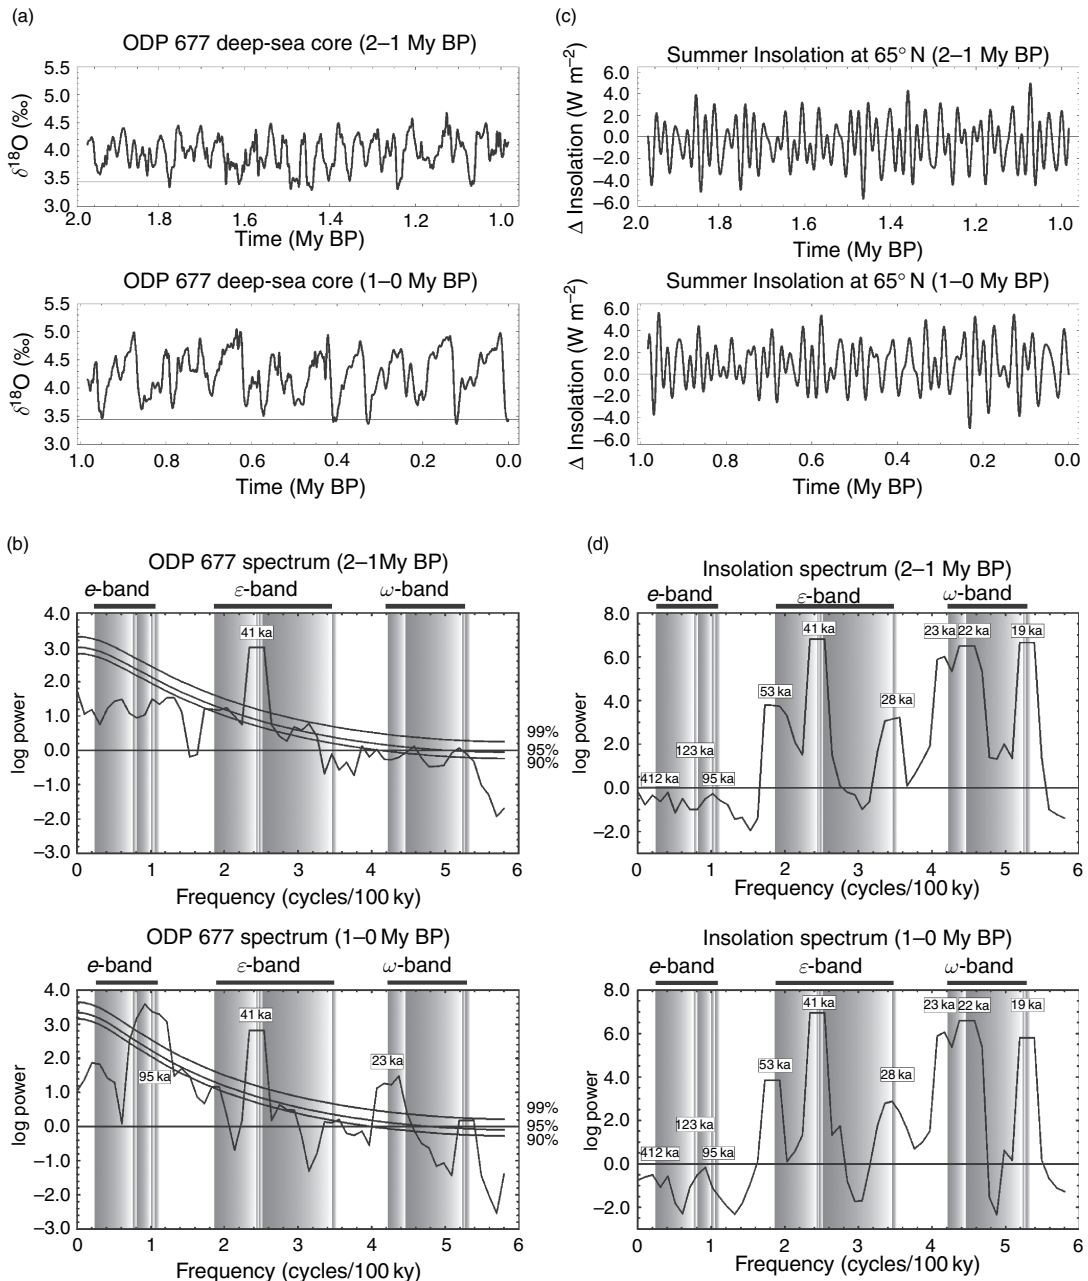 (a)
ODP 677 deep-sea core (2–1 My BP)
5.5
5.0
4.5
4.0
3.5
3.0
δ18O (‰)
2.0 1.8 1.6 1.4 1.2 1.0
Time (My BP)
ODP 677 deep-sea core (1–0 My BP)
5.5
5.0
4.5
4.0
3.5
3.0
δ18O (‰)
1.0 0.8 0.6 0.4 0.2 0.0
Time (My BP)
(c)
Summer Insolation at 65° N (2–1 My BP)
6.0
4.0
2.0
0.0
−2.0
−4.0
−6.0
Δ Insolation (W m−2)
2.0 1.8 1.6 1.4 1.2 1.0
Time (My BP)
Summer Insolation at 65° N (1–0 My BP)
6.0
4.0
2.0
0.0
−2.0
−4.0
−6.0
Δ Insolation (W m−2)
1.0 0.8 0.6 0.4 0.2 0.0
Time (My BP)
(b)
ODP 677 spectrum (2–1My BP)
e-band ε-band ω-band
4.0
3.0
2.0
1.0
0.0
−1.0
−2.0
−3.0
log power
41 ka
99%
95%
90%
0 1 2 3 4 5 6
Frequency (cycles/100 ky)
ODP 677 spectrum (1–0 My BP)
e-band ε-band ω-band
4.0
3.0
2.0
1.0
0.0
−1.0
−2.0
−3.0
log power
41 ka
23 ka
95 ka
99%
95%
90%
0 1 2 3 4 5 6
Frequency (cycles/100 ky)
(d)
Insolation spectrum (2–1 My BP)
e-band ε-band ω-band
8.0
6.0
4.0
2.0
0.0
−2.0
log power
41 ka 23 ka 22 ka 19 ka
53 ka 28 ka
123 ka
412 ka 95 ka
0 1 2 3 4 5 6
Frequency (cycles/100 ky)
Insolation spectrum (1–0 My BP)
e-band ε-band ω-band
8.0
6.0
4.0
2.0
0.0
−2.0
log power
41 ka 23 ka 22 ka 19 ka
53 ka 28 ka
123 ka
412 ka 95 ka
0 1 2 3 4 5 6
Frequency (cycles/100 ky)